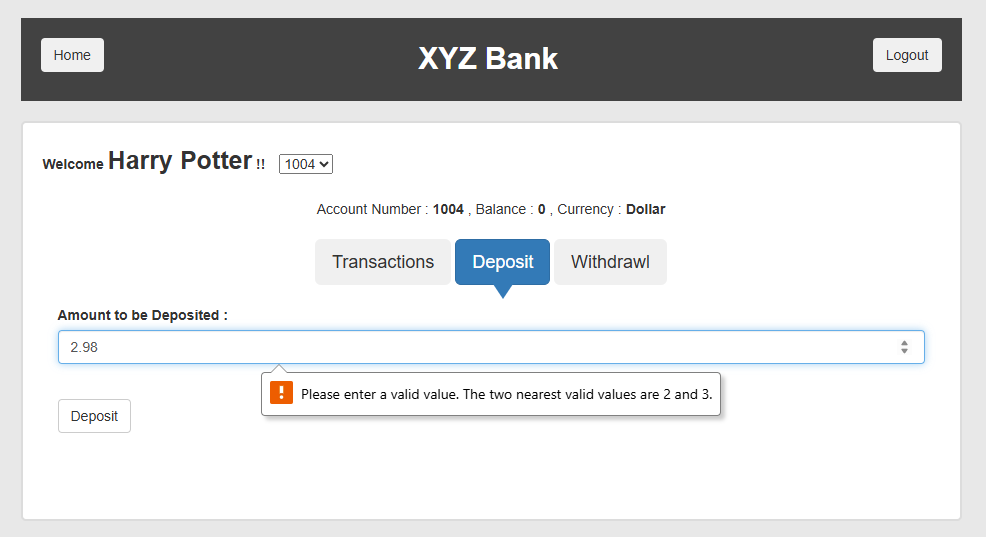 Home XYZ Bank Logout
Welcome Harry Potter !! 1004
Account Number : 1004 , Balance : 0 , Currency : Dollar
Transactions Deposit Withdrawl
Amount to be Deposited :
2.98
! Please enter a valid value. The two nearest valid values are 2 and 3.
Deposit